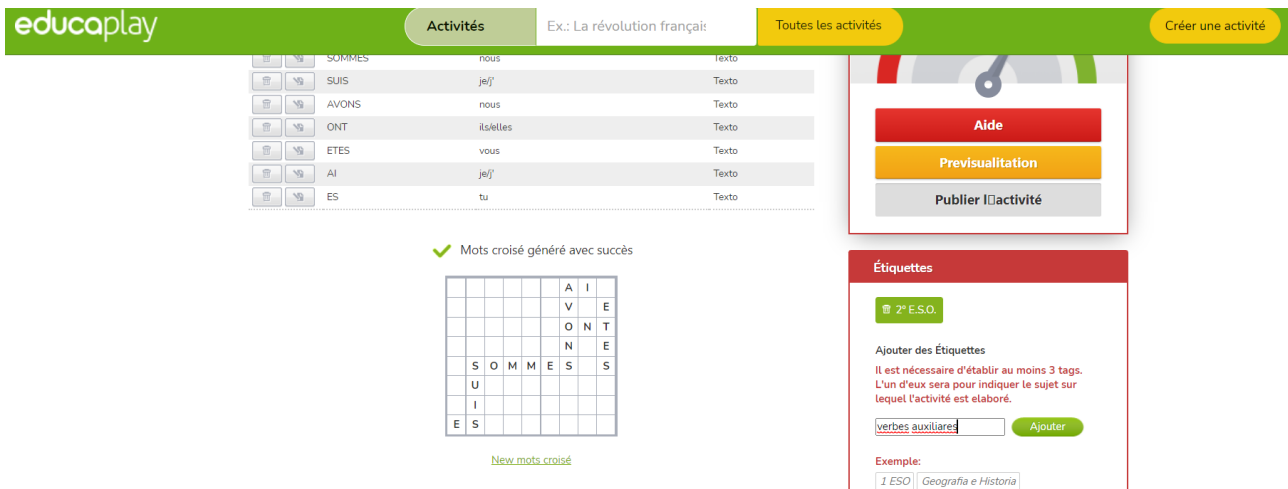 educaplay Activités Ex.: La révolution français Toutes les activités Créer une activité
SOMMES nous Texto
SUIS je/j' Texto
AVONS nous Texto
ONT ils/elles Texto
ETES vous Texto
AI je/j' Texto
ES tu Texto
Mots croisé généré avec succès
A I
V E
O N T
N E
S O M M E S S
U
I
E S
New mots croisé
Aide
Previsualitation
Publier l▯activité
Étiquettes
2º E.S.O.
Ajouter des Étiquettes
Il est nécessaire d'établir au moins 3 tags.
L'un d'eux sera pour indiquer le sujet sur
lequel l'activité est elaboré.
verbes auxiliares Ajouter
Exemple:
1 ESO Geografia e Historia